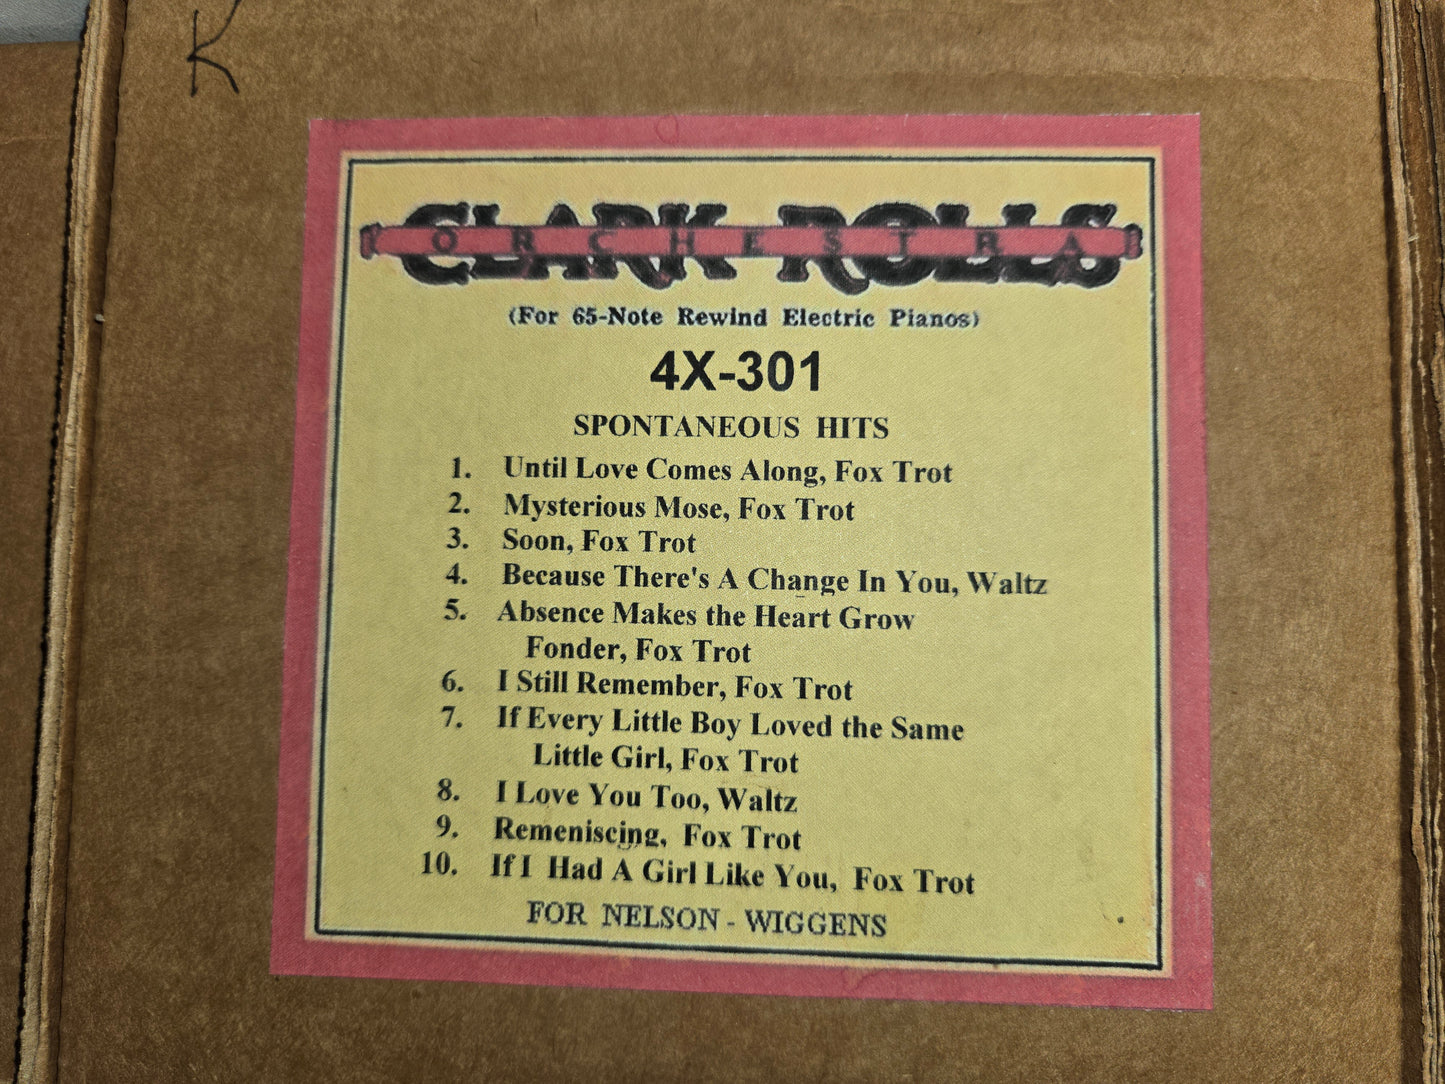 K
CLARK ROLLS
ORCHESTRA
(For 65-Note Rewind Electric Pianos)
4X-301
SPONTANEOUS HITS
1. Until Love Comes Along, Fox Trot
2. Mysterious Mose, Fox Trot
3. Soon, Fox Trot
4. Because There's A Change In You, Waltz
5. Absence Makes the Heart Grow
Fonder, Fox Trot
6. I Still Remember, Fox Trot
7. If Every Little Boy Loved the Same
Little Girl, Fox Trot
8. I Love You Too, Waltz
9. Remeniscing, Fox Trot
10. If I Had A Girl Like You, Fox Trot
FOR NELSON - WIGGENS